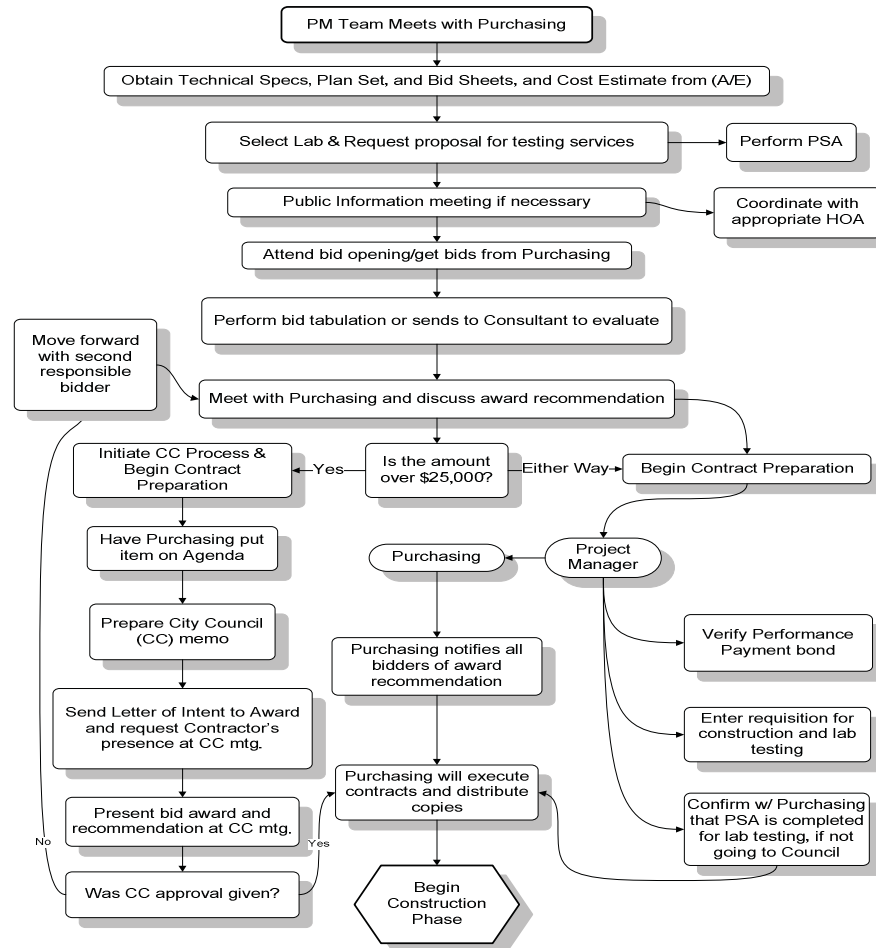 PM Team Meets with Purchasing
Obtain Technical Specs, Plan Set, and Bid Sheets, and Cost Estimate from (A/E)
Select Lab & Request proposal for testing services
Perform PSA
Public Information meeting if necessary
Coordinate with
appropriate HOA
Attend bid opening/get bids from Purchasing
Perform bid tabulation or sends to Consultant to evaluate
Move forward
with second
responsible
bidder
Meet with Purchasing and discuss award recommendation
Initiate CC Process &
Begin Contract
Preparation
Yes
Is the amount
over $25,000?
Either Way
Begin Contract Preparation
Have Purchasing put
item on Agenda
Purchasing
Project
Manager
Prepare City Council
(CC) memo
Purchasing notifies all
bidders of award
recommendation
Verify Performance
Payment bond
Send Letter of Intent to Award
and request Contractor's
presence at CC mtg.
Enter requisition for
construction and lab
testing
Present bid award and
recommendation at CC mtg.
Purchasing will execute
contracts and distribute
copies
Confirm w/ Purchasing
that PSA is completed
for lab testing, if not
going to Council
No
Yes
Was CC approval given?
Begin
Construction
Phase